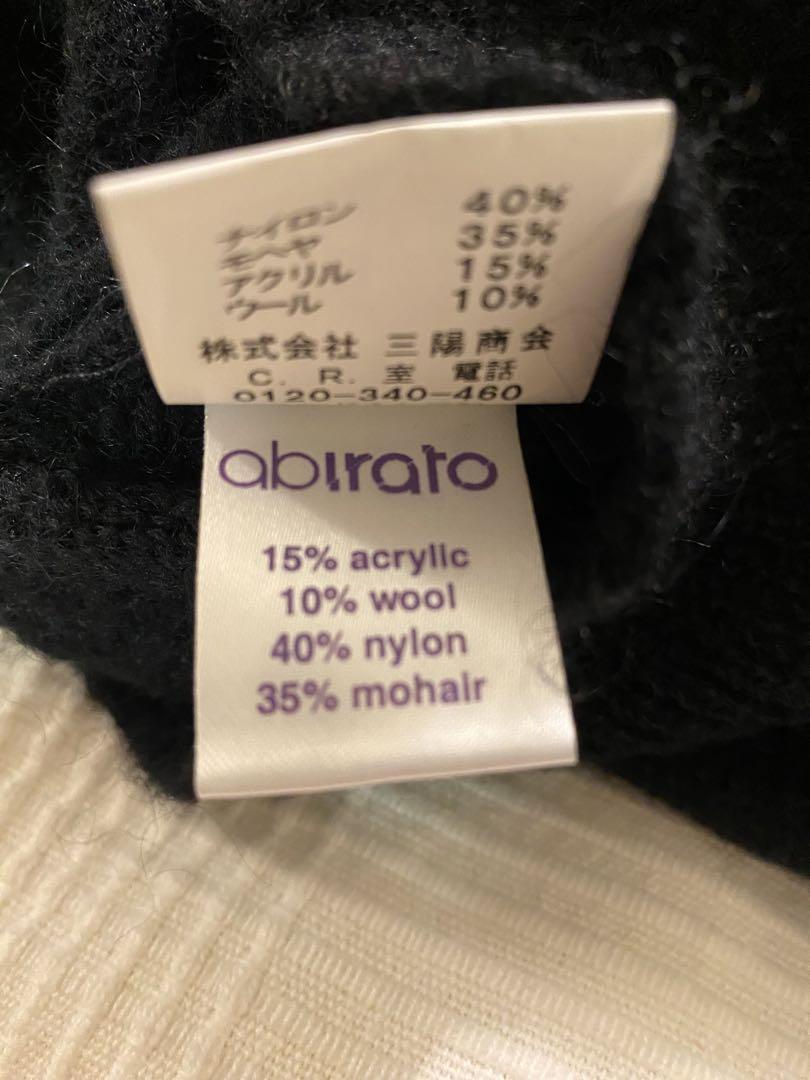 ナイロン 40%
モヘヤ 35%
アクリル 15%
ウール 10%
株式会社 三陽商会
C. R. 室 電話
0120-340-460
abirato
15% acrylic
10% wool
40% nylon
35% mohair